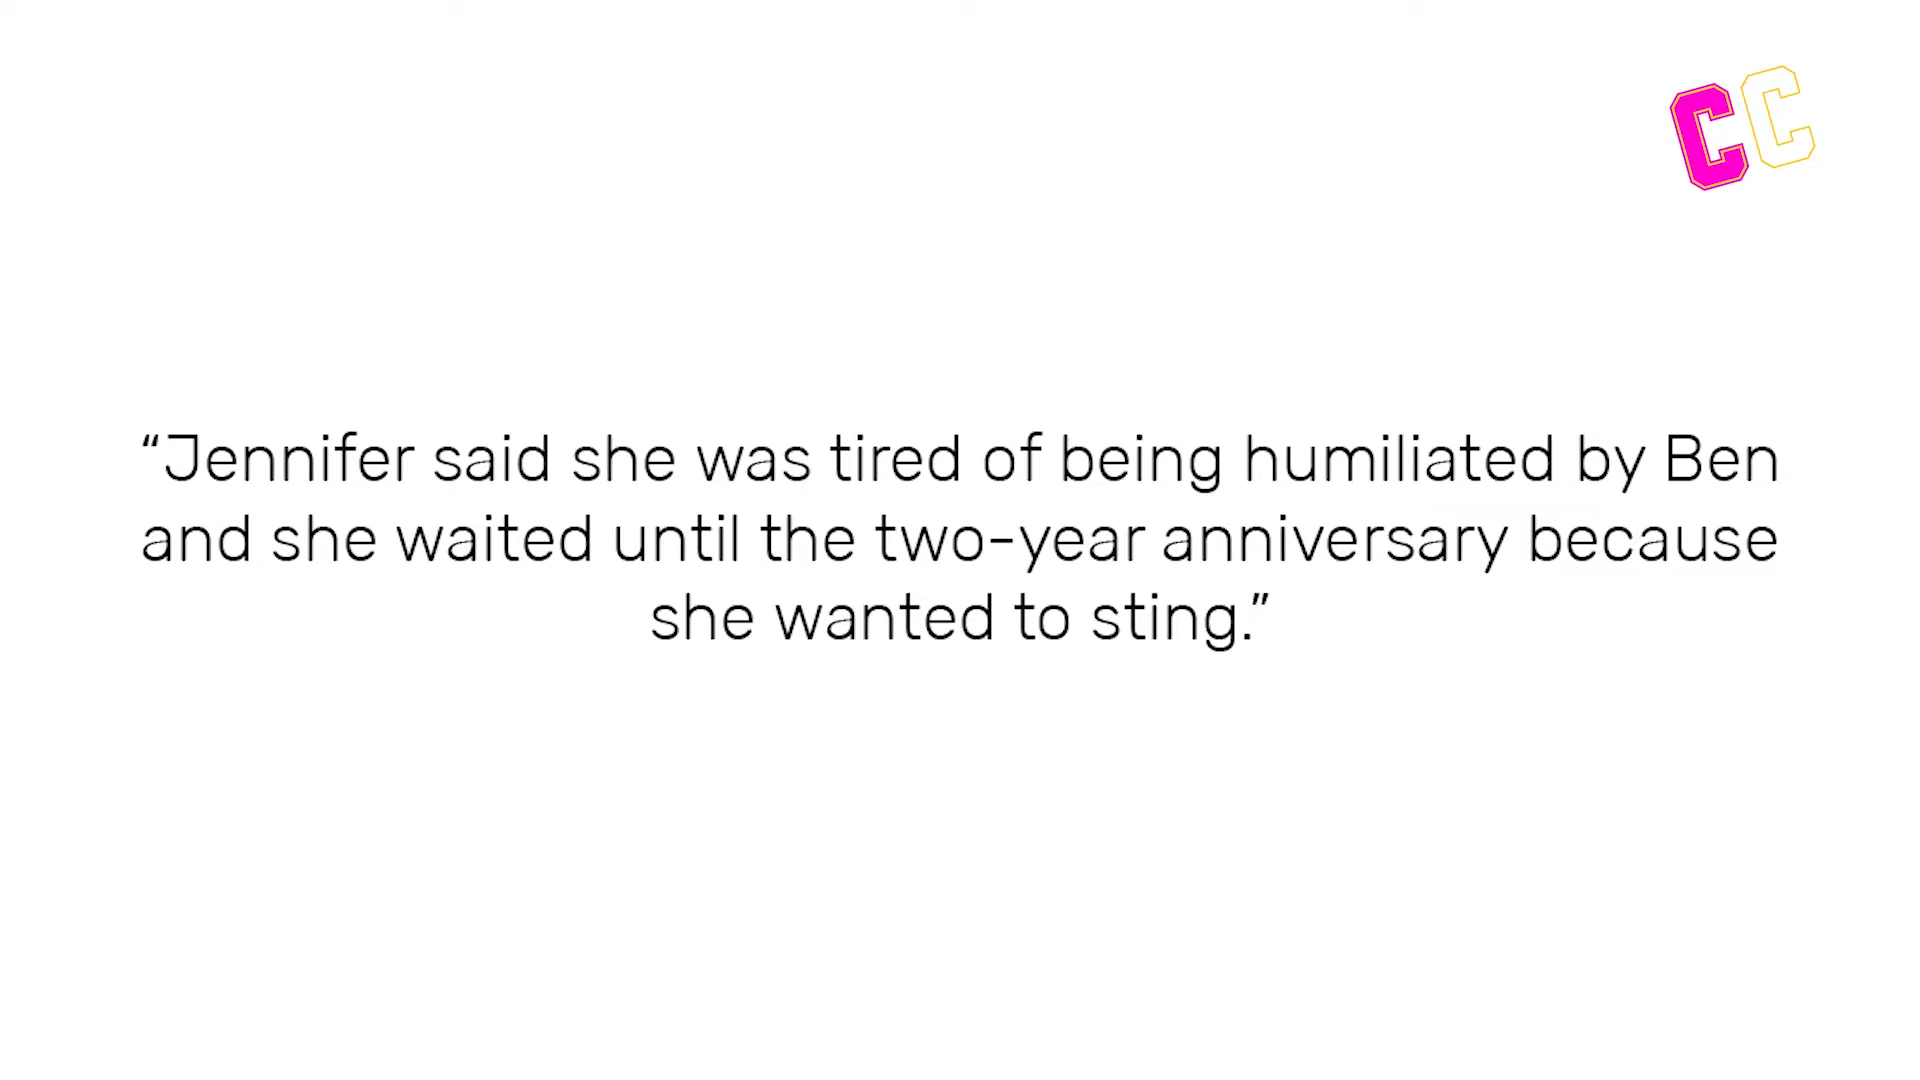 CC
“Jennifer said she was tired of being humiliated by Ben
and she waited until the two-year anniversary because
she wanted to sting.”